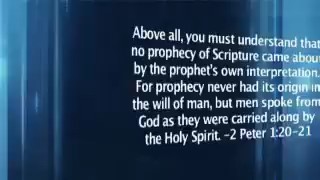 Above all, you must understand that
no prophecy of Scripture came about
by the prophet's own interpretation.
For prophecy never had its origin in
the will of man, but men spoke from
God as they were carried along by
the Holy Spirit. -2 Peter 1:20-21